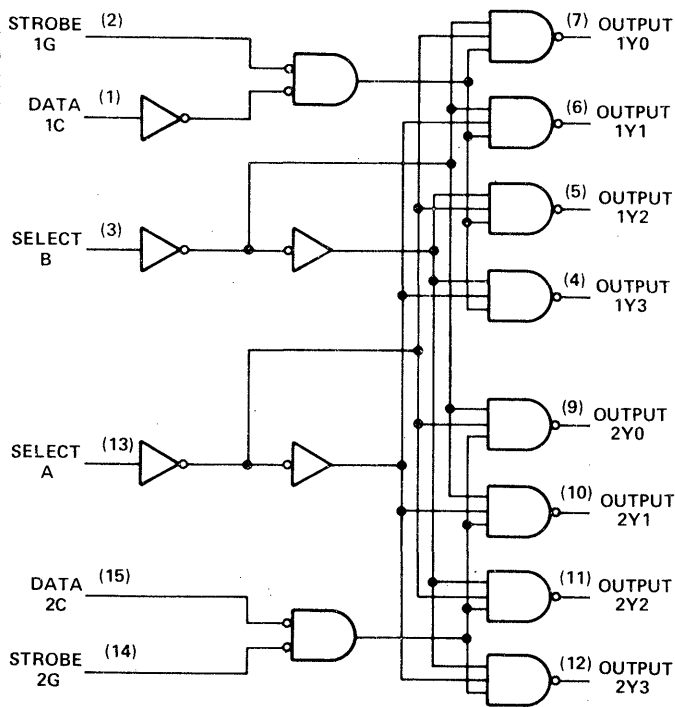 STROBE (2)
1G
DATA (1)
1C
SELECT (3)
B
SELECT (13)
A
DATA (15)
2C
STROBE (14)
2G
(7) OUTPUT
1Y0
(6) OUTPUT
1Y1
(5) OUTPUT
1Y2
(4) OUTPUT
1Y3
(9) OUTPUT
2Y0
(10) OUTPUT
2Y1
(11) OUTPUT
2Y2
(12) OUTPUT
2Y3